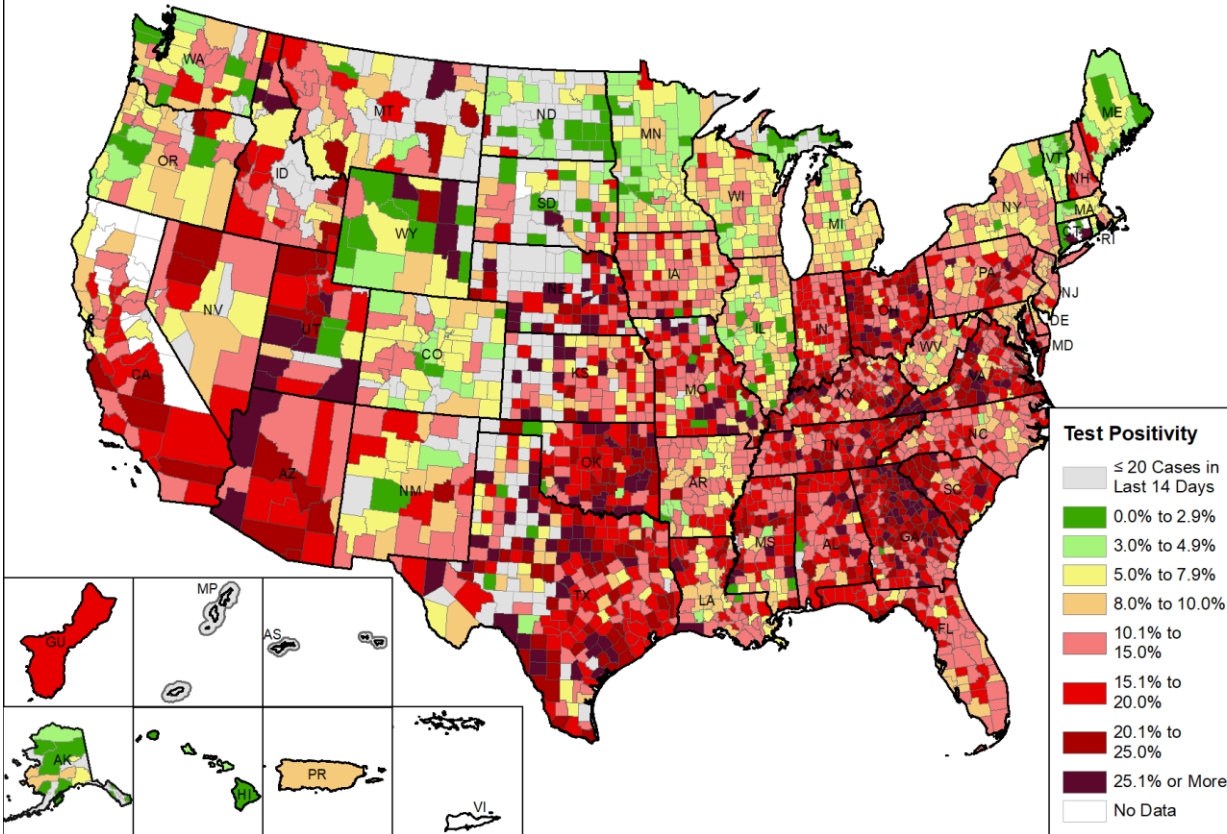 WA
MT
ND
MN
ME
OR
ID
SD
WI
VT
NH
NY
MA
WY
MI
CT
RI
IA
PA
NE
NV
NJ
UT
OH
IL
IN
DE
CO
MD
WV
CA
KS
MO
VA
KY
NC
TN
OK
AZ
NM
AR
SC
MS
AL
GA
TX
LA
FL
MP
AS
GU
AK
HI
PR
VI
Test Positivity
≤ 20 Cases in
Last 14 Days
0.0% to 2.9%
3.0% to 4.9%
5.0% to 7.9%
8.0% to 10.0%
10.1% to
15.0%
15.1% to
20.0%
20.1% to
25.0%
25.1% or More
No Data